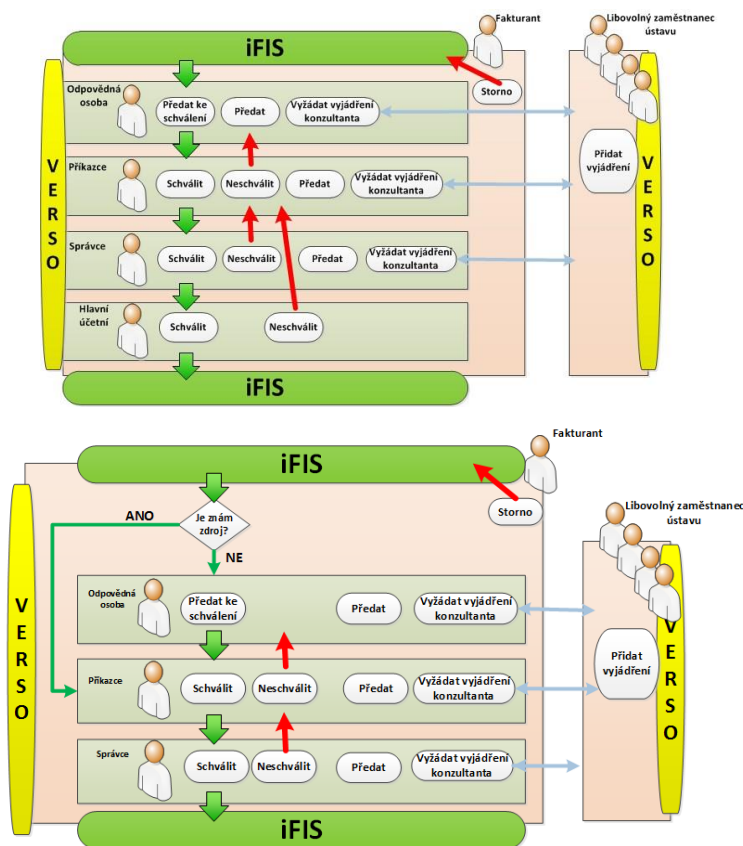 Fakturant
Libovolný zaměstnanec
ústavu
iFIS
Storno
Odpovědná
osoba
Předat ke
schválení
Předat
Vyžádát vyjádření
konzultanta
VERSO
Příkazce
Schválit
Neschválit
Předat
Vyžádat vyjádření
konzultanta
Přidat
vyjádření
VERSO
Správce
Schválit
Neschválit
Předat
Vyžádat vyjádření
konzultanta
Hlavní
účetní
Schválit
Neschválit
iFIS
Fakturant
iFIS
Libovolný zaměstnanec
ústavu
Storno
ANO
Je znám
zdroj?
NE
VERSO
Odpovědná
osoba
Předat ke
schválení
Předat
Vyžádat vyjádření
konzultanta
VERSO
Příkazce
Schválit
Neschválit
Předat
Vyžádat vyjádření
konzultanta
Přidat
vyjádření
Správce
Schválit
Neschválit
Předat
Vyžádat vyjádření
konzultanta
iFIS